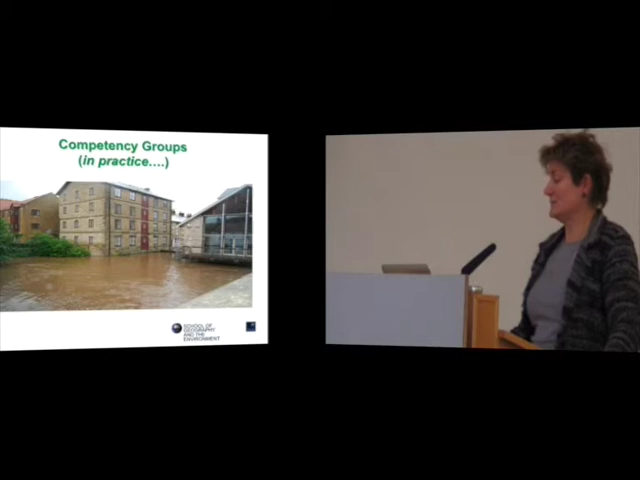 Competency Groups
(in practice....)
SCHOOL OF
GEOGRAPHY
AND THE
ENVIRONMENT